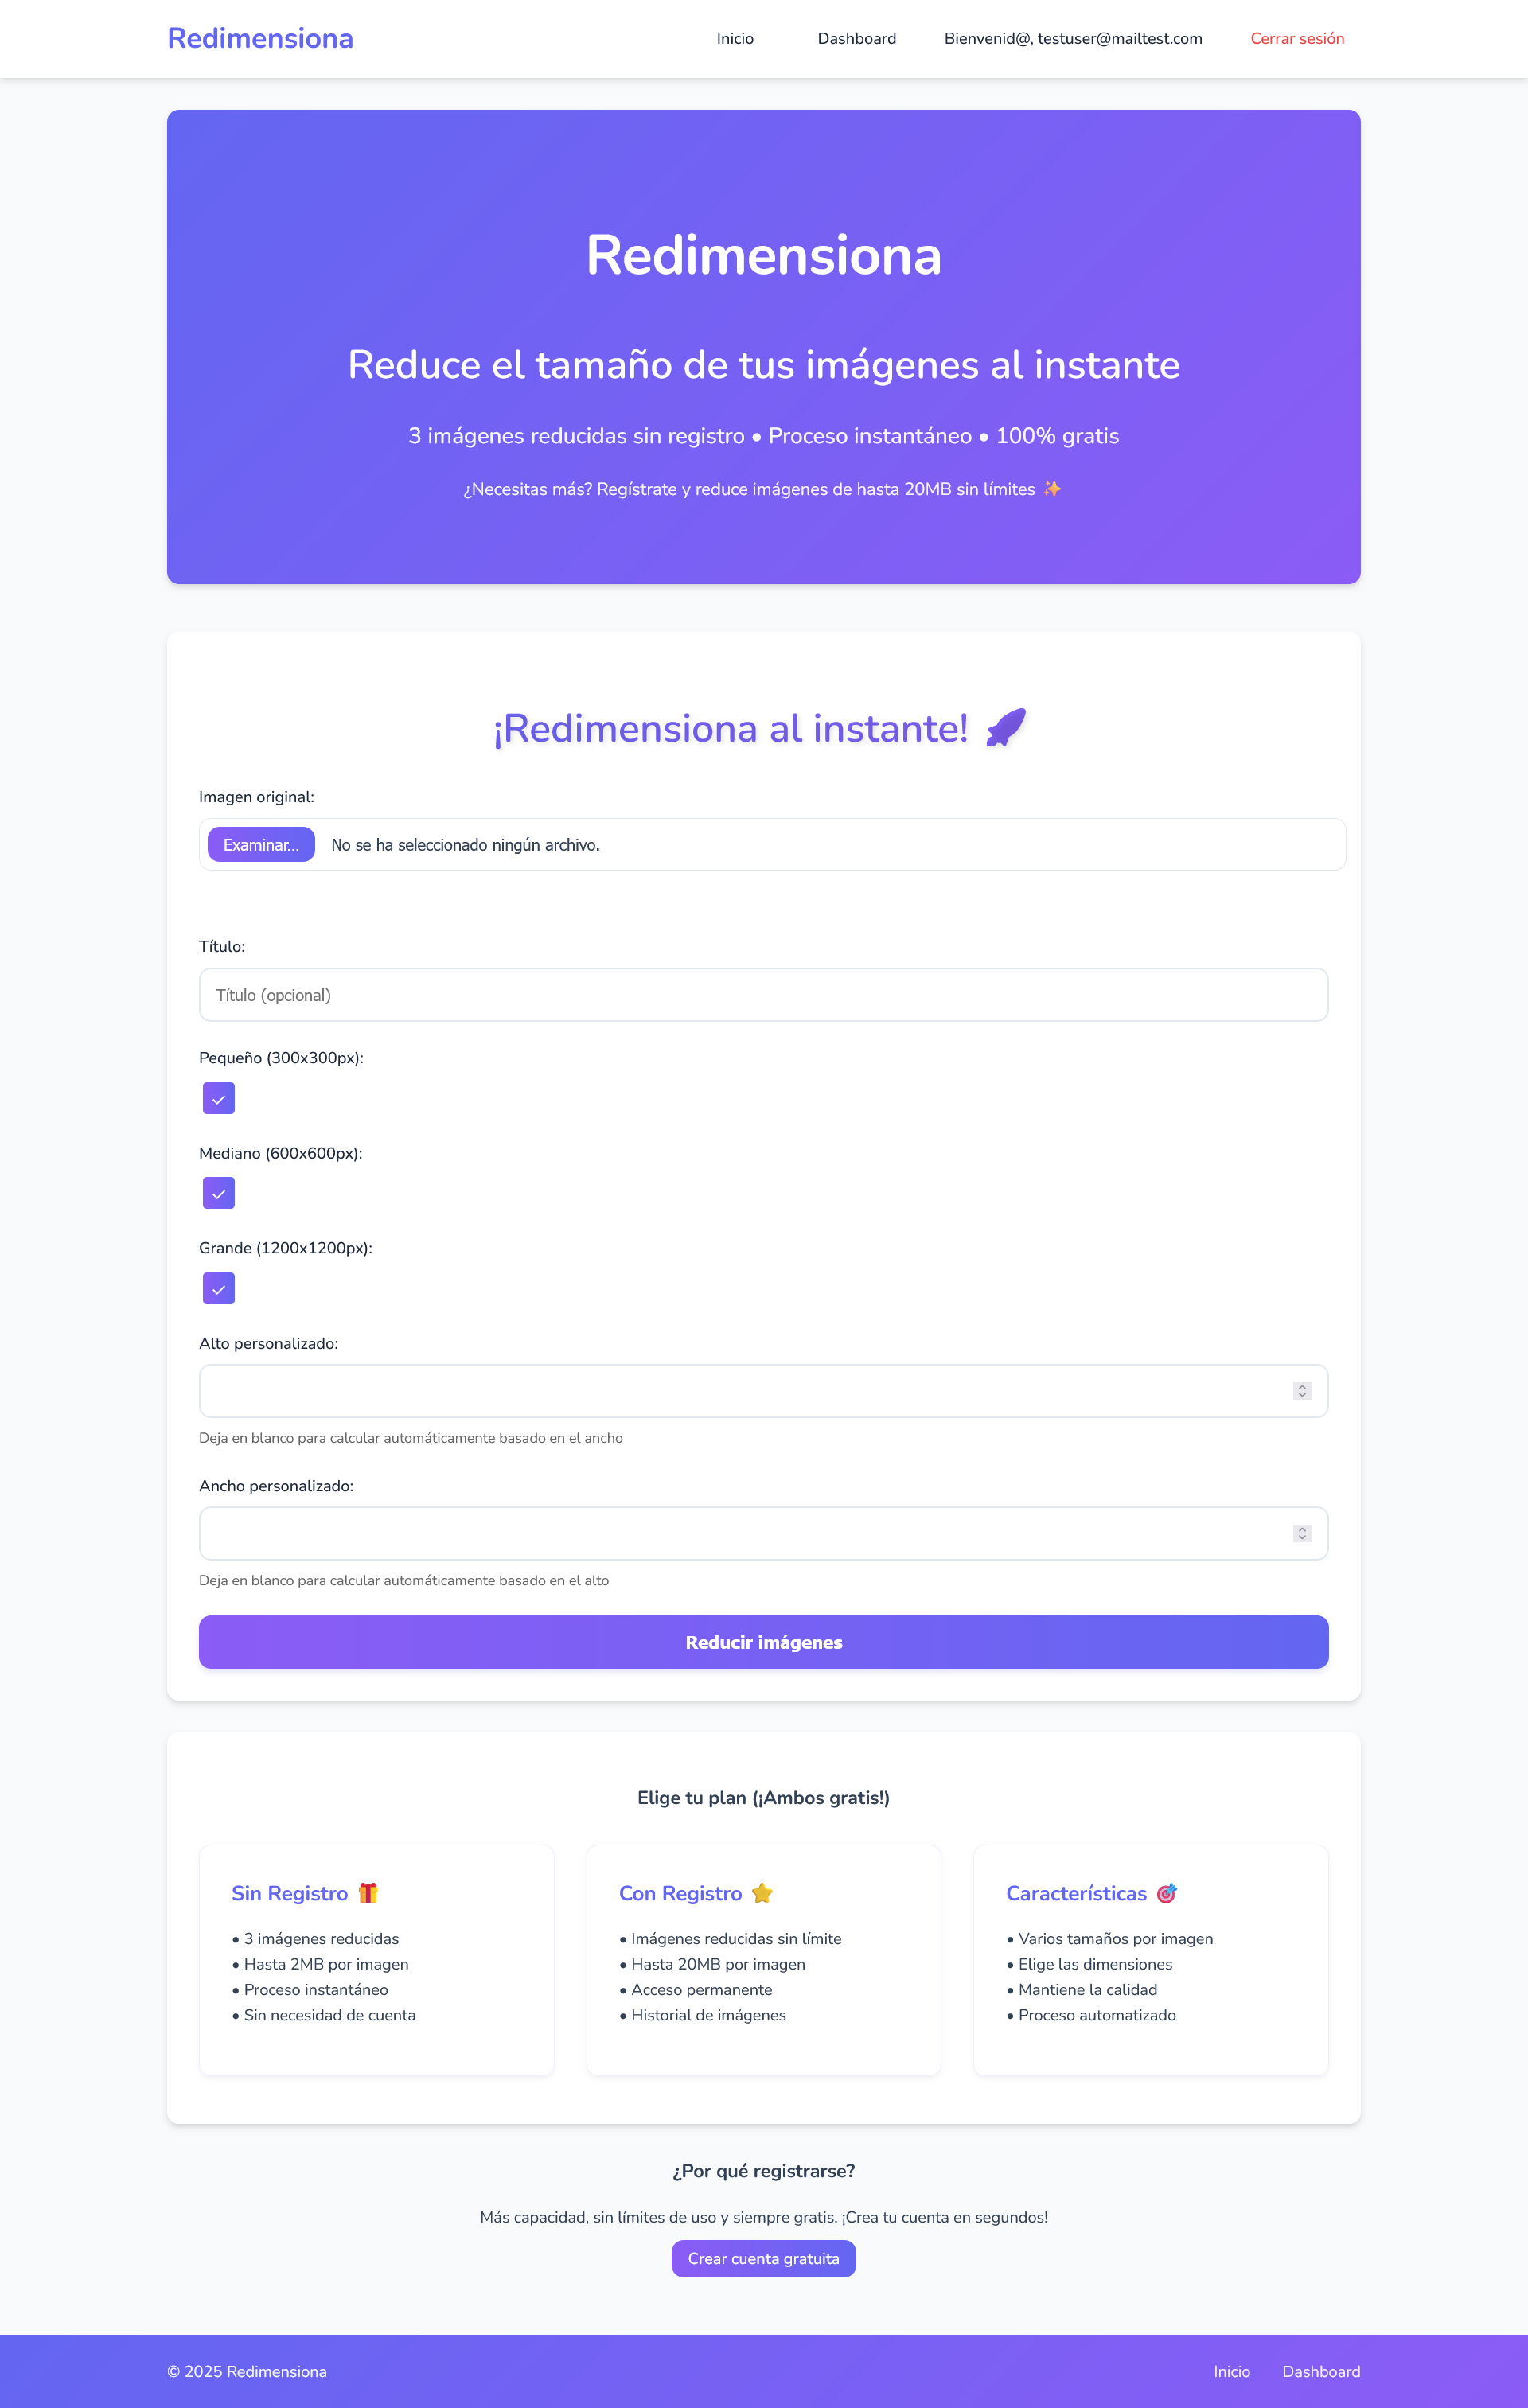 Redimensiona
Inicio
Dashboard
Bienvenid@, testuser@mailtest.com
Cerrar sesión
Redimensiona
Reduce el tamaño de tus imágenes al instante
3 imágenes reducidas sin registro • Proceso instantáneo • 100% gratis
¿Necesitas más? Regístrate y reduce imágenes de hasta 20MB sin límites ✨
¡Redimensiona al instante! 🚀
Imagen original:
Examinar... No se ha seleccionado ningún archivo.
Título:
Título (opcional)
Pequeño (300x300px):
Mediano (600x600px):
Grande (1200x1200px):
Alto personalizado:
Deja en blanco para calcular automáticamente basado en el ancho
Ancho personalizado:
Deja en blanco para calcular automáticamente basado en el alto
Reducir imágenes
Elige tu plan (¡Ambos gratis!)
Sin Registro 🎁
• 3 imágenes reducidas
• Hasta 2MB por imagen
• Proceso instantáneo
• Sin necesidad de cuenta
Con Registro ⭐
• Imágenes reducidas sin límite
• Hasta 20MB por imagen
• Acceso permanente
• Historial de imágenes
Características 🎯
• Varios tamaños por imagen
• Elige las dimensiones
• Mantiene la calidad
• Proceso automatizado
¿Por qué registrarse?
Más capacidad, sin límites de uso y siempre gratis. ¡Crea tu cuenta en segundos!
Crear cuenta gratuita
© 2025 Redimensiona
Inicio
Dashboard